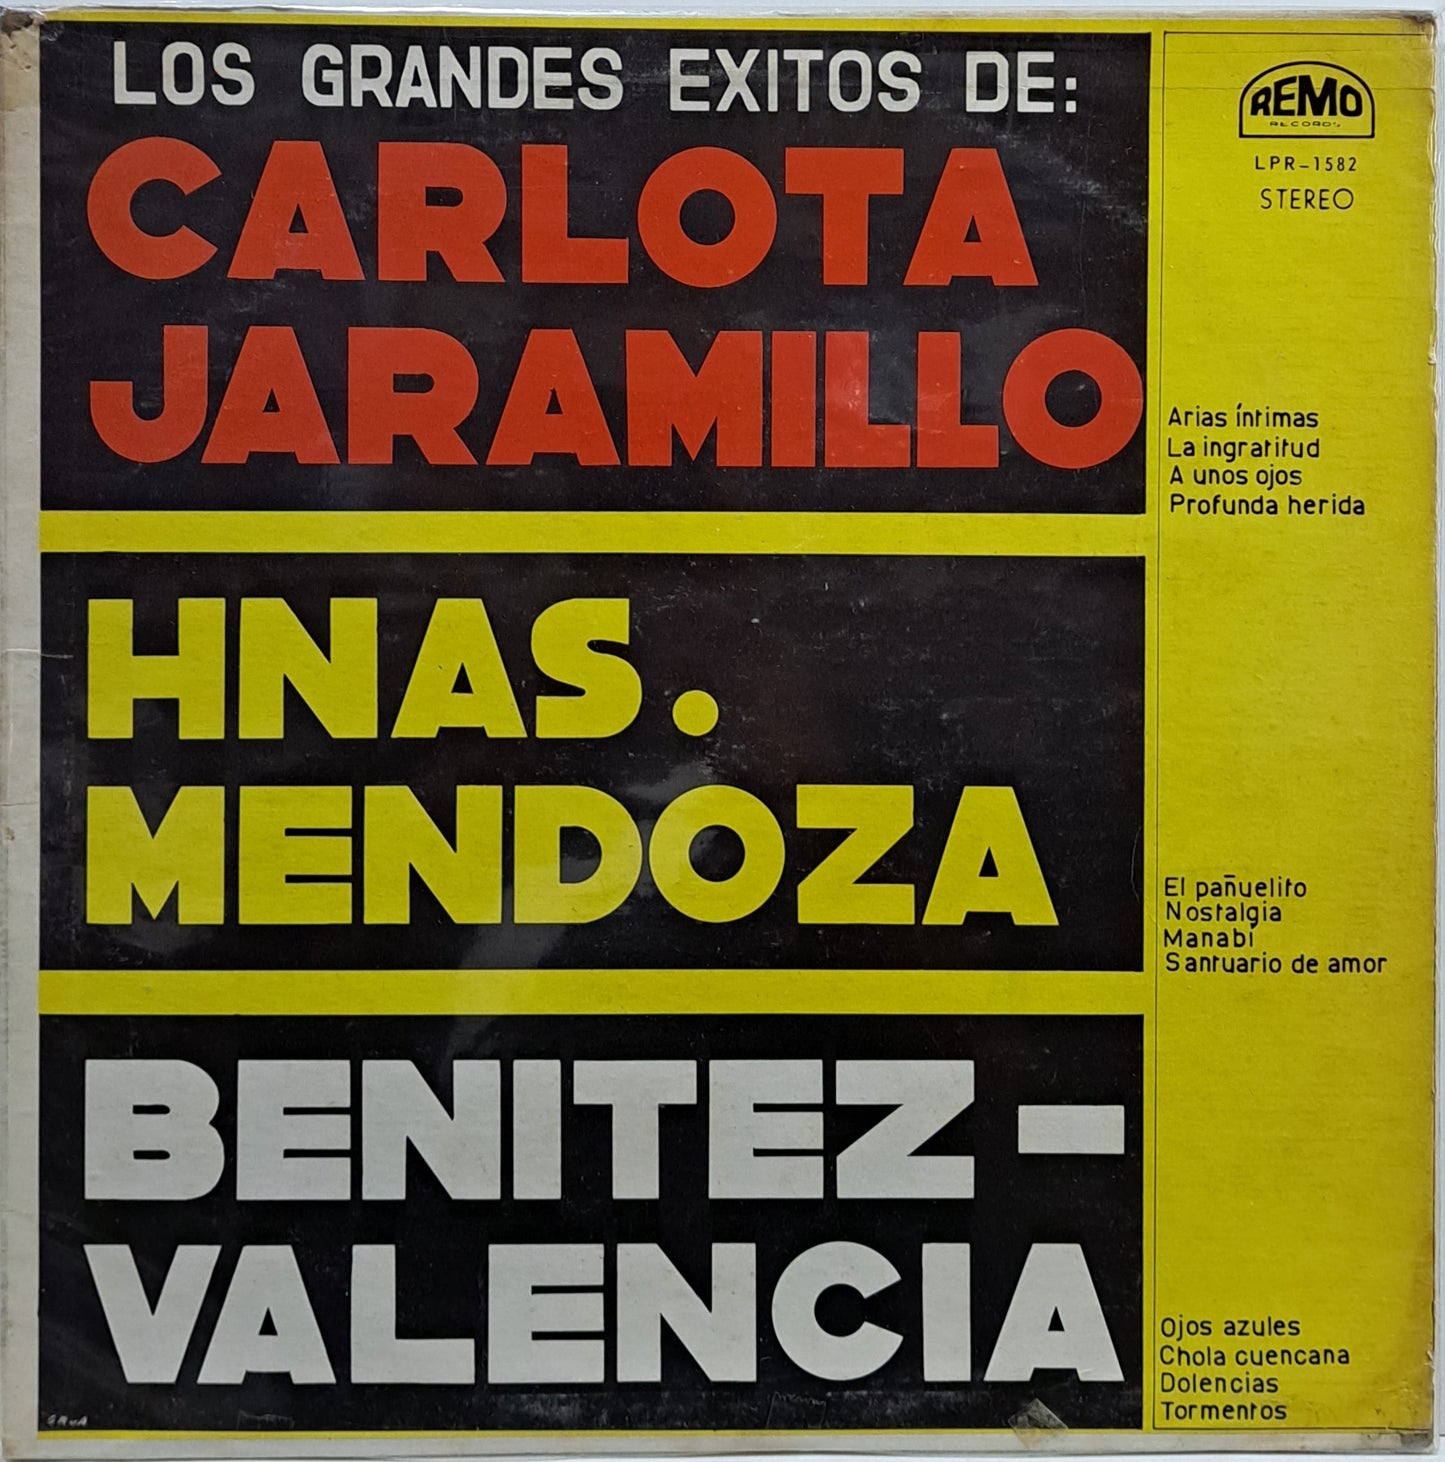 LOS GRANDES EXITOS DE:
CARLOTA
JARAMILLO
HNAS.
MENDOZA
BENITEZ-
VALENCIA
REMO
RECORDS
LPR-1582
STEREO
Arias íntimas
La ingratitud
A unos ojos
Profunda herida
El pañuelito
Nostalgia
Manabí
Santuario de amor
Ojos azules
Chola cuencana
Dolencias
Tormentos